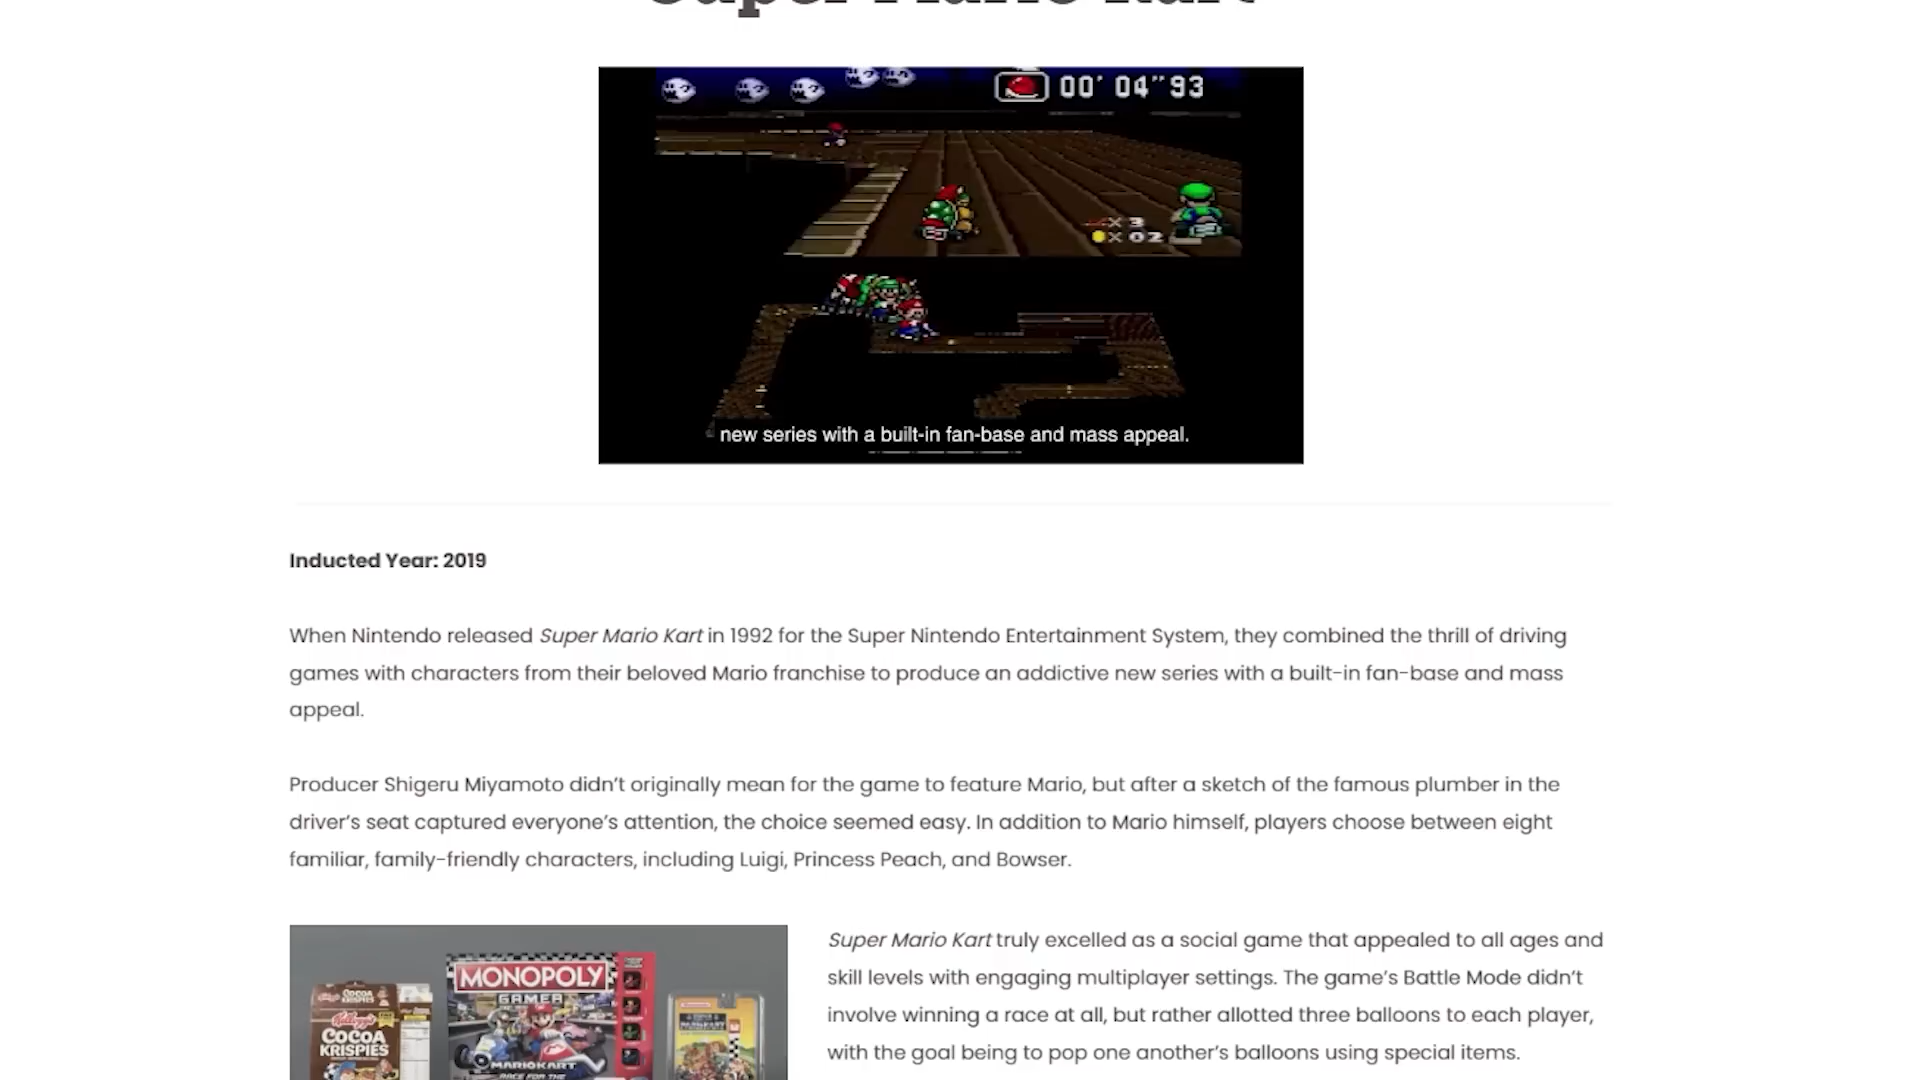 Super Mario Kart
00' 04"93
X 3
X 02
new series with a built-in fan-base and mass appeal.
Inducted Year: 2019
When Nintendo released Super Mario Kart in 1992 for the Super Nintendo Entertainment System, they combined the thrill of driving
games with characters from their beloved Mario franchise to produce an addictive new series with a built-in fan-base and mass
appeal.
Producer Shigeru Miyamoto didn’t originally mean for the game to feature Mario, but after a sketch of the famous plumber in the
driver’s seat captured everyone’s attention, the choice seemed easy. In addition to Mario himself, players choose between eight
familiar, family-friendly characters, including Luigi, Princess Peach, and Bowser.
Super Mario Kart truly excelled as a social game that appealed to all ages and
skill levels with engaging multiplayer settings. The game’s Battle Mode didn’t
involve winning a race at all, but rather allotted three balloons to each player,
with the goal being to pop one another’s balloons using special items.
COCOA
KRISPIES
Kellogg's
COCOA
KRISPIES
MONOPOLY
GAMER
MARIOKART
RACE FOR THE